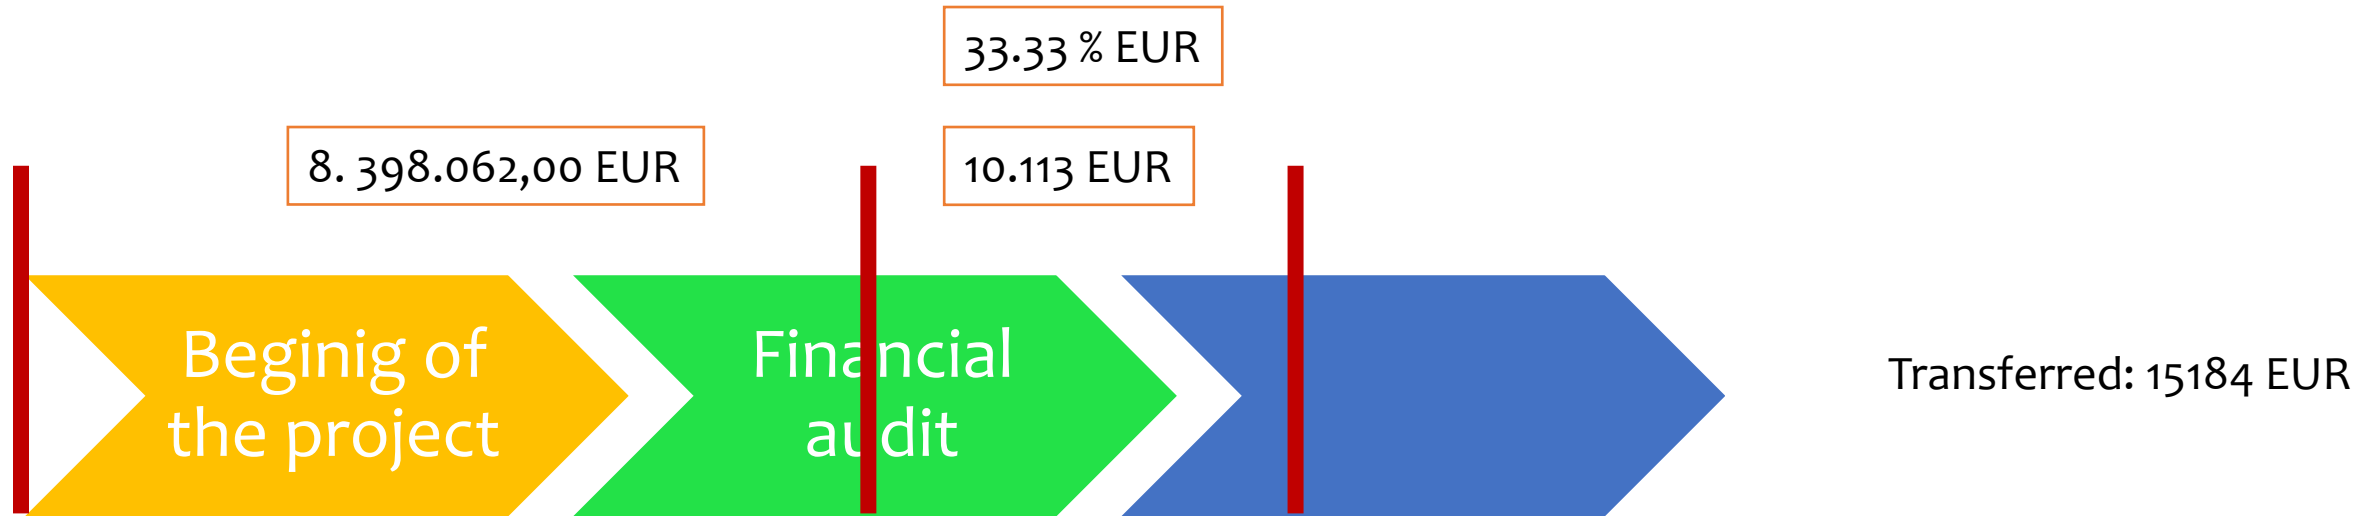 33.33 % EUR
8. 398.062,00 EUR
10.113 EUR
Beginig of
the project
Financial
audit
Transferred: 15184 EUR